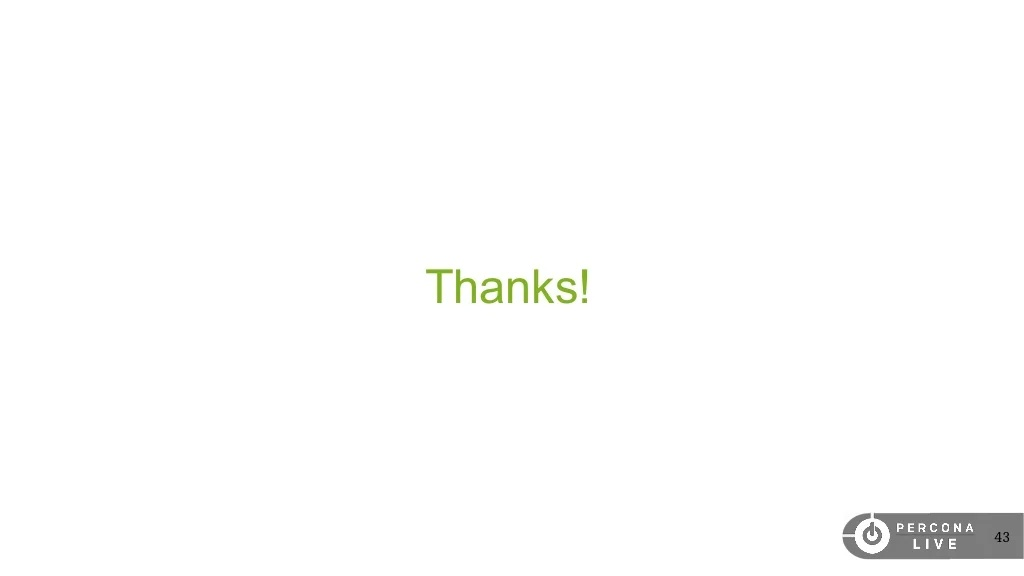 Thanks!
PERCONA
LIVE
43